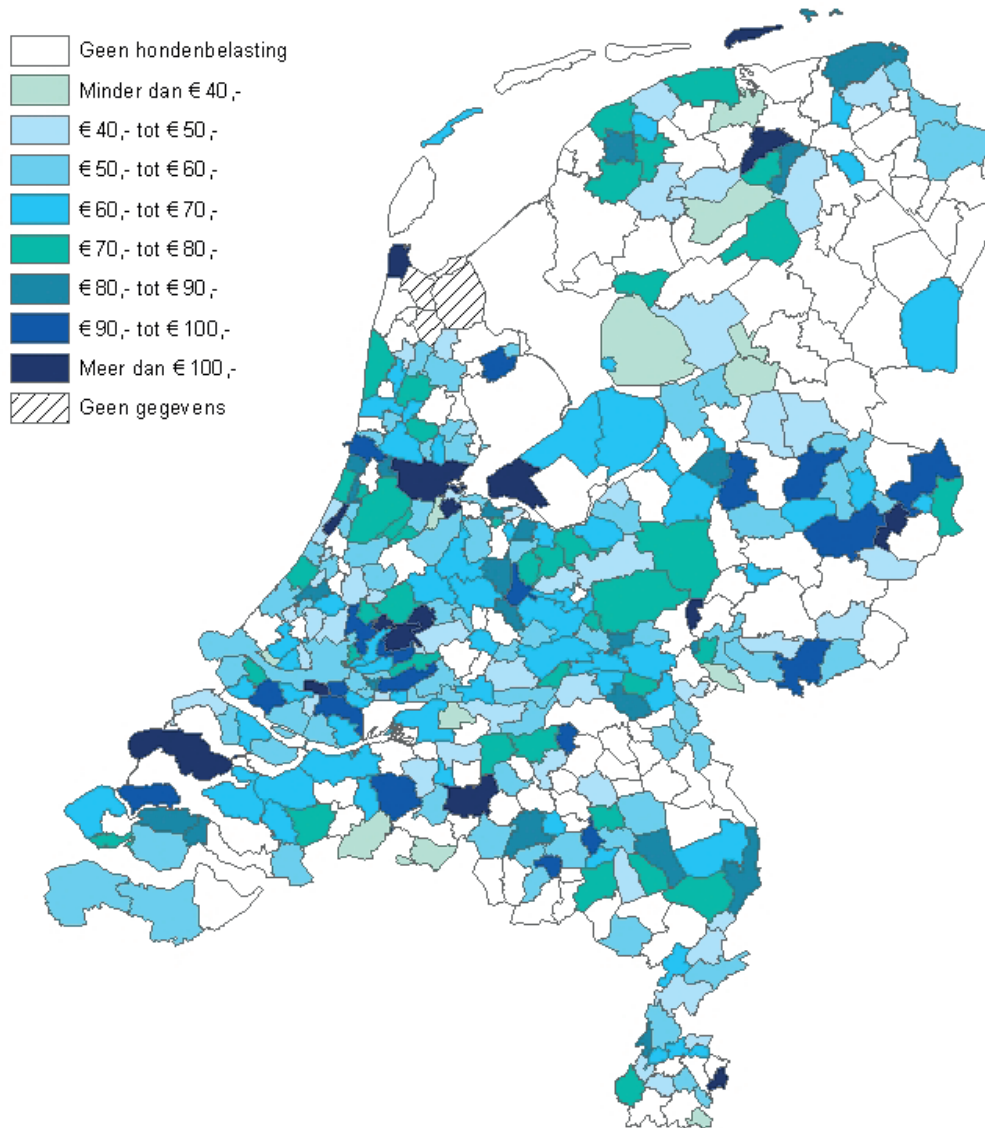 Geen hondenbelasting
Minder dan € 40,-
€ 40,- tot € 50,-
€ 50,- tot € 60,-
€ 60,- tot € 70,-
€ 70,- tot € 80,-
€ 80,- tot € 90,-
€ 90,- tot € 100,-
Meer dan € 100,-
Geen gegevens